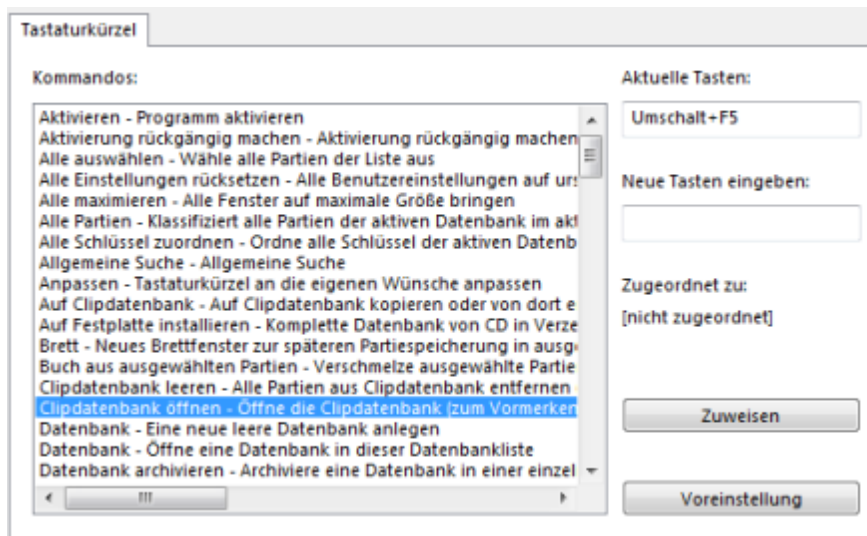 Tastaturkürzel
Kommandos:
Aktivieren - Programm aktivieren
Aktivierung rückgängig machen - Aktivierung rückgängig machen
Alle auswählen - Wähle alle Partien der Liste aus
Alle Einstellungen rücksetzen - Alle Benutzereinstellungen auf urs
Alle maximieren - Alle Fenster auf maximale Größe bringen
Alle Partien - Klassifiziert alle Partien der aktiven Datenbank im akt
Alle Schlüssel zuordnen - Ordne alle Schlüssel der aktiven Datenb
Allgemeine Suche - Allgemeine Suche
Anpassen - Tastaturkürzel an die eigenen Wünsche anpassen
Auf Clipdatenbank - Auf Clipdatenbank kopieren oder von dort e
Auf Festplatte installieren - Komplette Datenbank von CD in Verze
Brett - Neues Brettfenster zur späteren Partiespeicherung in ausg
Buch aus ausgewählten Partien - Verschmelze ausgewählte Partie
Clipdatenbank leeren - Alle Partien aus Clipdatenbank entfernen
Clipdatenbank öffnen - Öffne die Clipdatenbank (zum Vormerken
Datenbank - Eine neue leere Datenbank anlegen
Datenbank - Öffne eine Datenbank in dieser Datenbankliste
Datenbank archivieren - Archiviere eine Datenbank in einer einzel
Aktuelle Tasten:
Umschalt+F5
Neue Tasten eingeben:
Zugeordnet zu:
[nicht zugeordnet]
Zuweisen
Voreinstellung